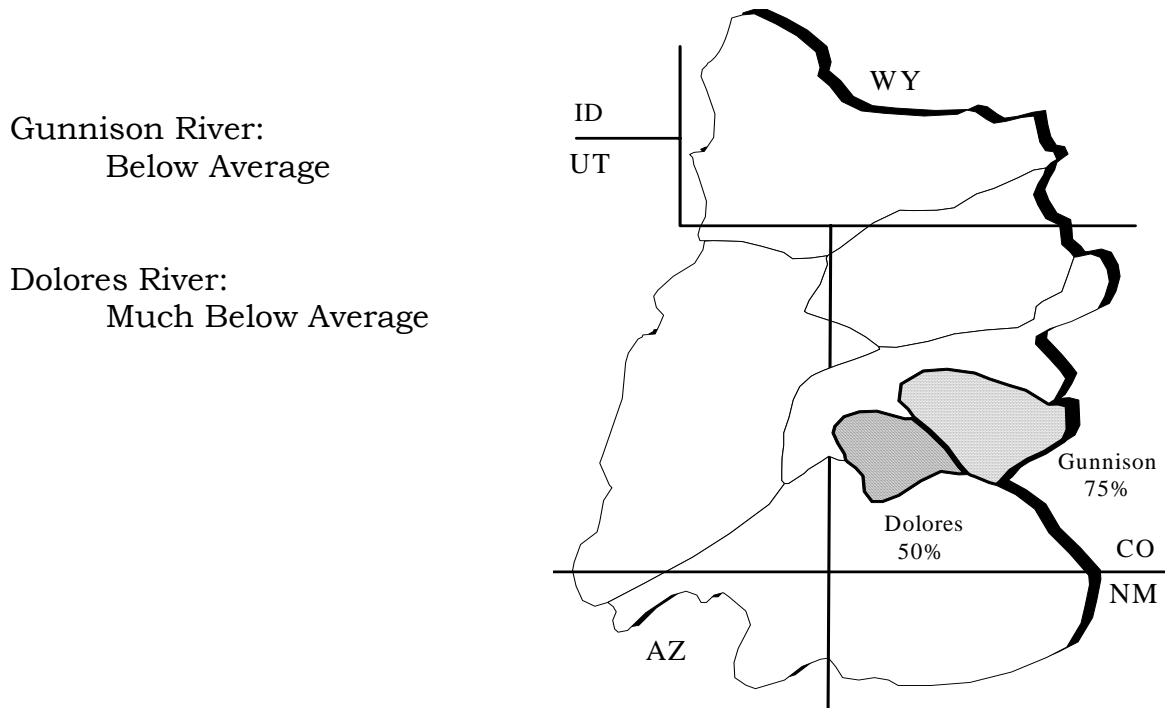 Gunnison River:
Below Average
Dolores River:
Much Below Average
WY
ID
UT
Gunnison
75%
Dolores
50%
CO
NM
AZ